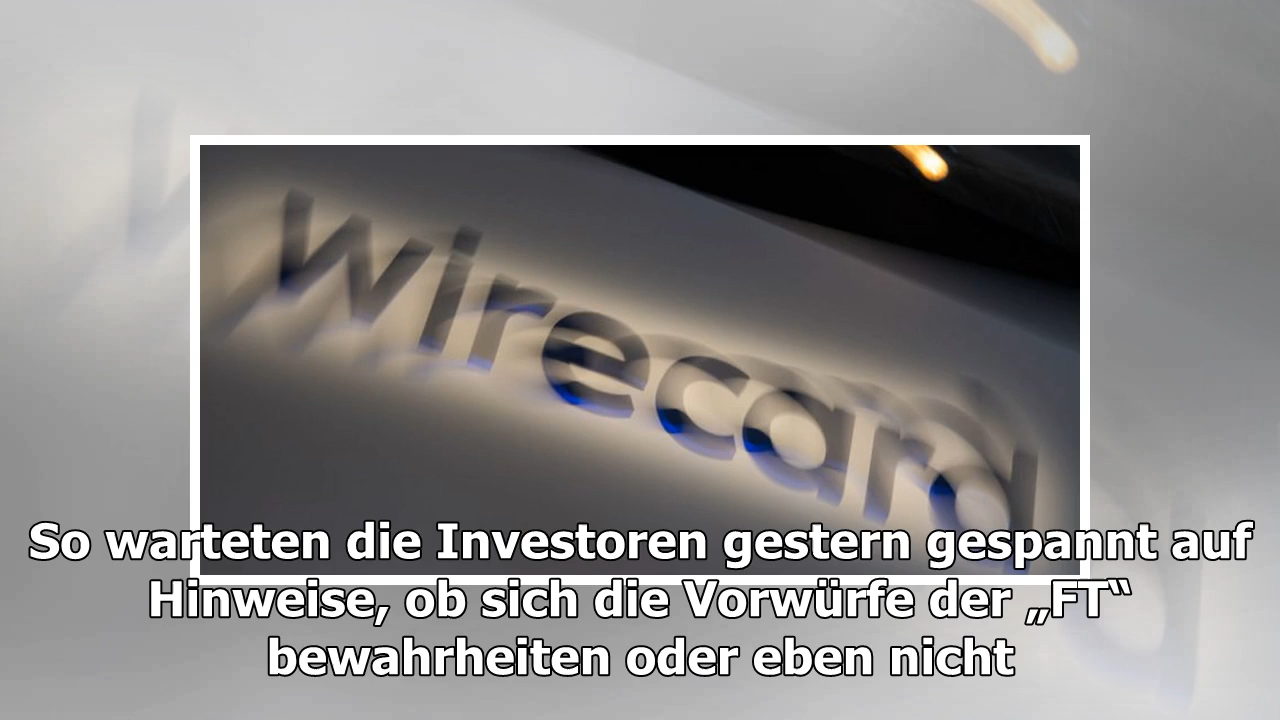 wirecard
So warteten die Investoren gestern gespannt auf
Hinweise, ob sich die Vorwürfe der „FT“
bewahrheiten oder eben nicht